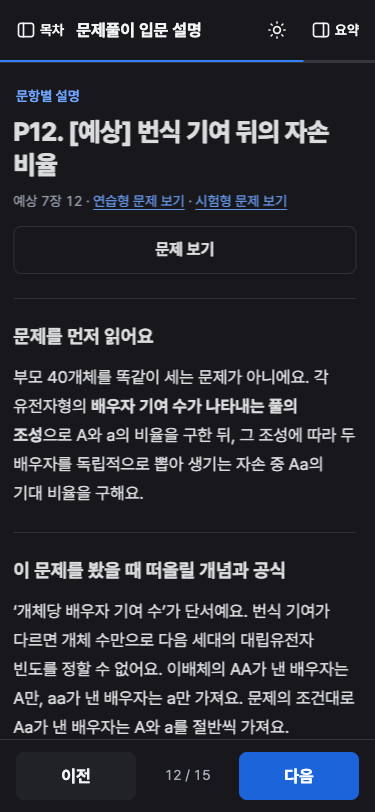 목차 문제풀이 입문 설명 요약
문항별 설명
P12. [예상] 번식 기여 뒤의 자손
비율
예상 7장 12 · 연습형 문제 보기 · 시험형 문제 보기
문제 보기
문제를 먼저 읽어요
부모 40개체를 똑같이 세는 문제가 아니에요. 각
유전자형의 배우자 기여 수가 나타내는 풀의
조성으로 A와 a의 비율을 구한 뒤, 그 조성에 따라 두
배우자를 독립적으로 뽑아 생기는 자손 중 Aa의
기대 비율을 구해요.
이 문제를 봤을 때 떠올릴 개념과 공식
‘개체당 배우자 기여 수’가 단서예요. 번식 기여가
다르면 개체 수만으로 다음 세대의 대립유전자
빈도를 정할 수 없어요. 이배체의 AA가 낸 배우자는
A만, aa가 낸 배우자는 a만 가져요. 문제의 조건대로
Aa가 낸 배우자는 A와 a를 절반씩 가져요.
이전 12 / 15 다음